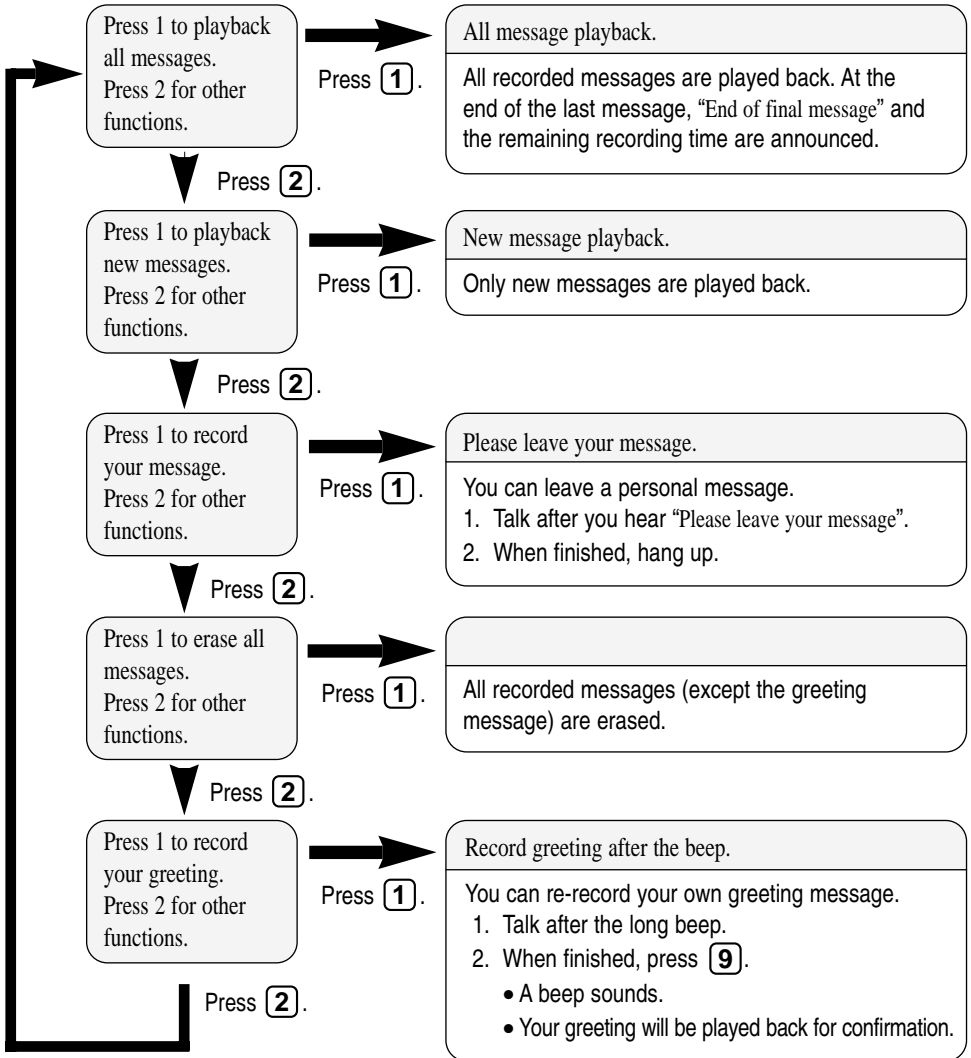 Press 1 to playback
all messages.
Press 2 for other
functions.
Press 1.
All message playback.
All recorded messages are played back. At the
end of the last message, “End of final message” and
the remaining recording time are announced.
Press 2.
Press 1 to playback
new messages.
Press 2 for other
functions.
Press 1.
New message playback.
Only new messages are played back.
Press 2.
Press 1 to record
your message.
Press 2 for other
functions.
Press 1.
Please leave your message.
You can leave a personal message.
1. Talk after you hear “Please leave your message”.
2. When finished, hang up.
Press 2.
Press 1 to erase all
messages.
Press 2 for other
functions.
Press 1.
All recorded messages (except the greeting
message) are erased.
Press 2.
Press 1 to record
your greeting.
Press 2 for other
functions.
Press 1.
Record greeting after the beep.
You can re-record your own greeting message.
1. Talk after the long beep.
2. When finished, press 9.
• A beep sounds.
• Your greeting will be played back for confirmation.
Press 2.